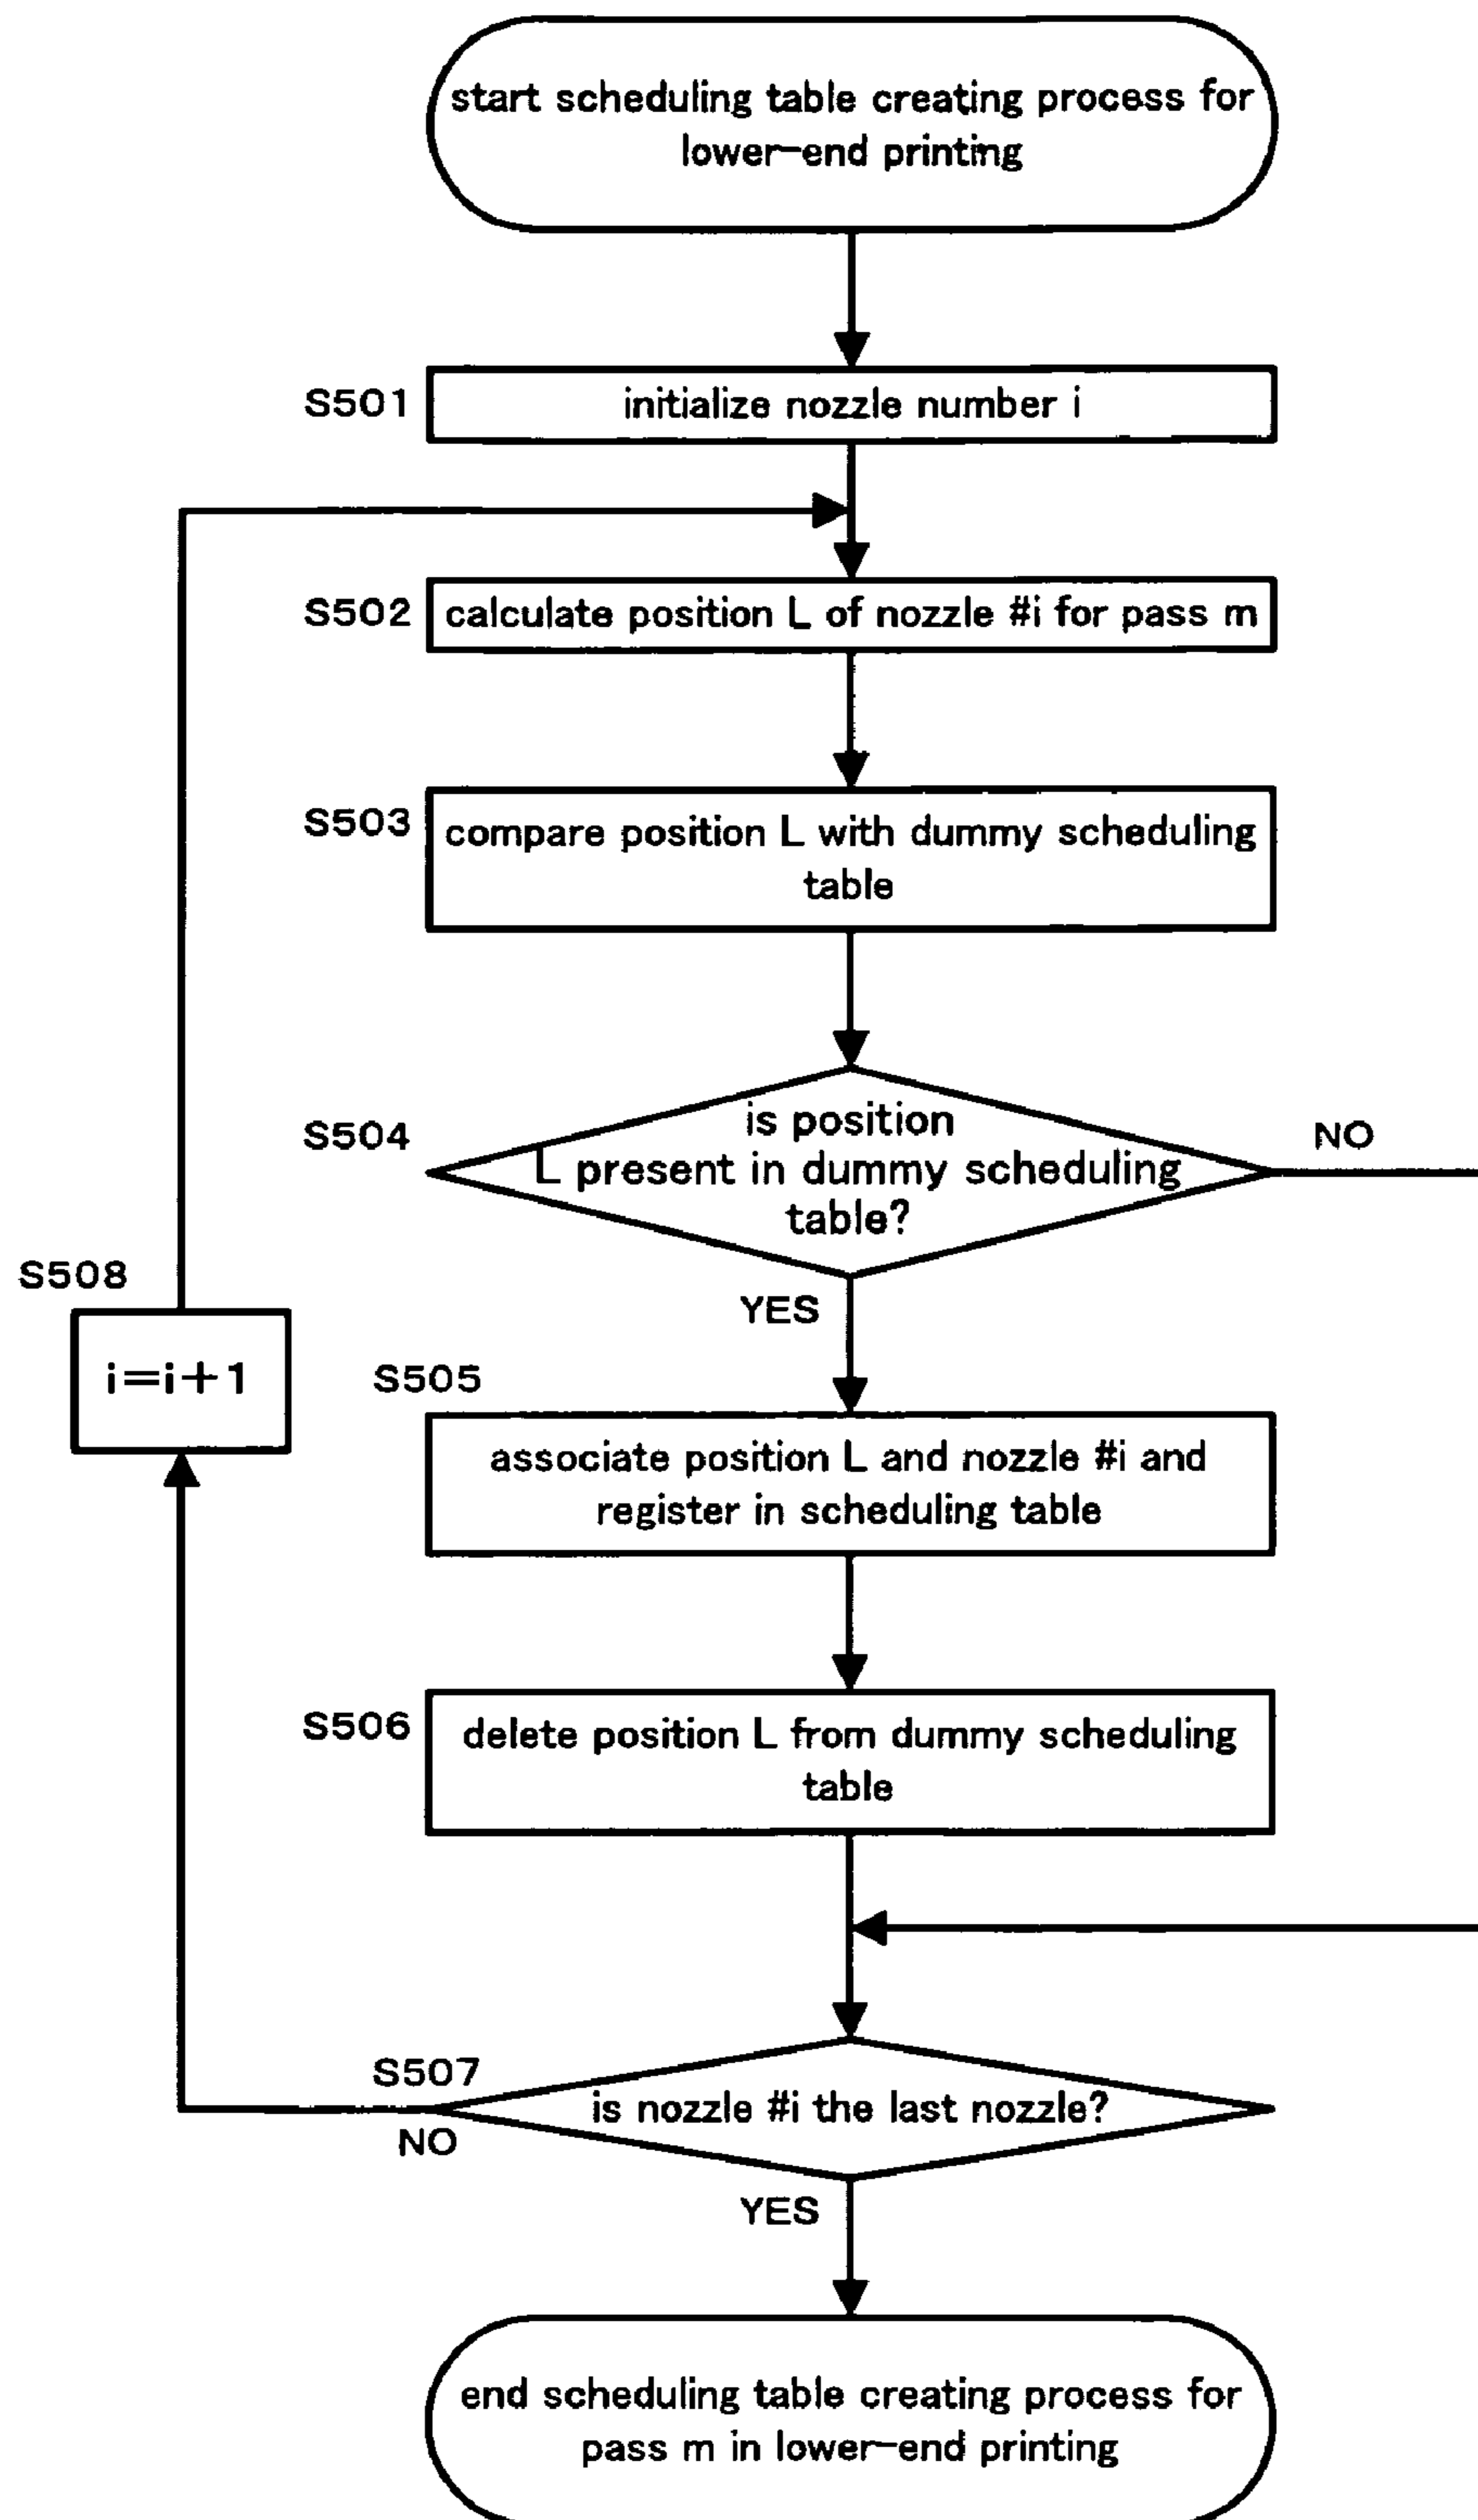 start scheduling table creating process for
lower-end printing
S501
initialize nozzle number i
S502
calculate position L of nozzle #i for pass m
S503
compare position L with dummy scheduling
table
S504
is position
L present in dummy scheduling
table?
NO
YES
S508
i=i+1
S505
associate position L and nozzle #i and
register in scheduling table
S506
delete position L from dummy scheduling
table
S507
is nozzle #i the last nozzle?
NO
YES
end scheduling table creating process for
pass m in lower-end printing